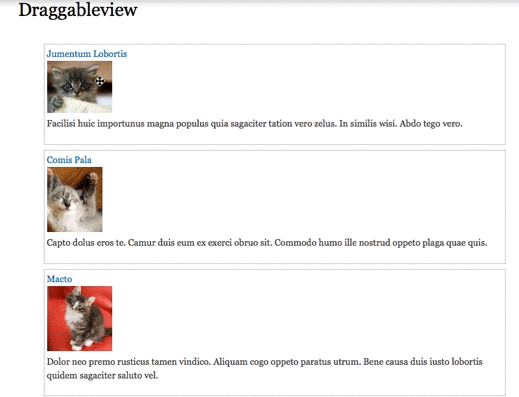 Draggableview
Jumentum Lobortis
Facilisi huic importunus magna populus quia sagaciter tation vero zelus. In similis wisi. Abdo tego vero.
Comis Pala
Capto dolus eros te. Camur duis eum ex exerci obruo sit. Commodo humo ille nostrud oppeto plaga quae quis.
Macto
Dolor neo premo rusticus tamen vindico. Aliquam cogo oppeto paratus utrum. Bene causa duis iusto lobortis
quidem sagaciter saluto vel.